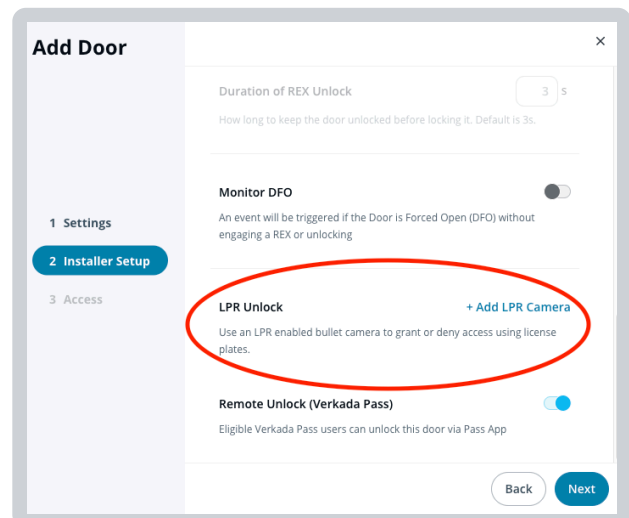 Add Door
×
Duration of REX Unlock
3 s
How long to keep the door unlocked before locking it. Default is 3s.
Monitor DFO
An event will be triggered if the Door is Forced Open (DFO) without
engaging a REX or unlocking
1 Settings
2 Installer Setup
3 Access
LPR Unlock
+ Add LPR Camera
Use an LPR enabled bullet camera to grant or deny access using license
plates.
Remote Unlock (Verkada Pass)
Eligible Verkada Pass users can unlock this door via Pass App
Back
Next